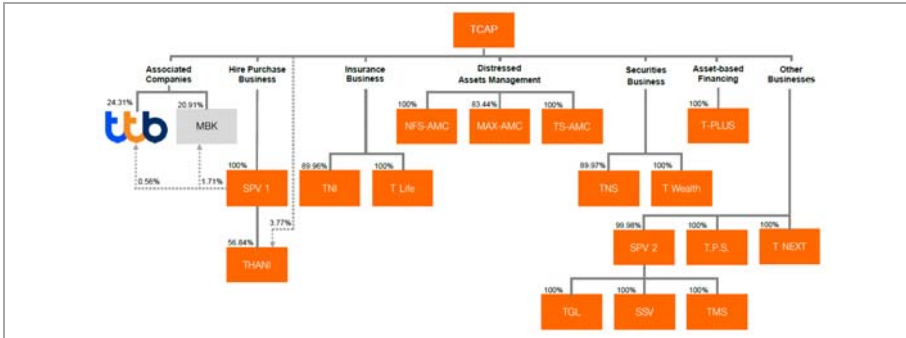 TCAP
Associated
Companies
Hire Purchase
Business
Insurance
Business
Distressed
Assets Management
Securities
Business
Asset-based
Financing
Other
Businesses
24.31%
ttb
20.91%
MBK
100%
NFS-AMC
83.44%
MAX-AMC
100%
TS-AMC
100%
T-PLUS
0.56%
1.71%
100%
SPV 1
89.96%
TNI
100%
T Life
89.97%
TNS
100%
T Wealth
3.77%
56.84%
THANI
99.98%
SPV 2
100%
T.P.S.
100%
T NEXT
100%
TGL
100%
SSV
100%
TMS